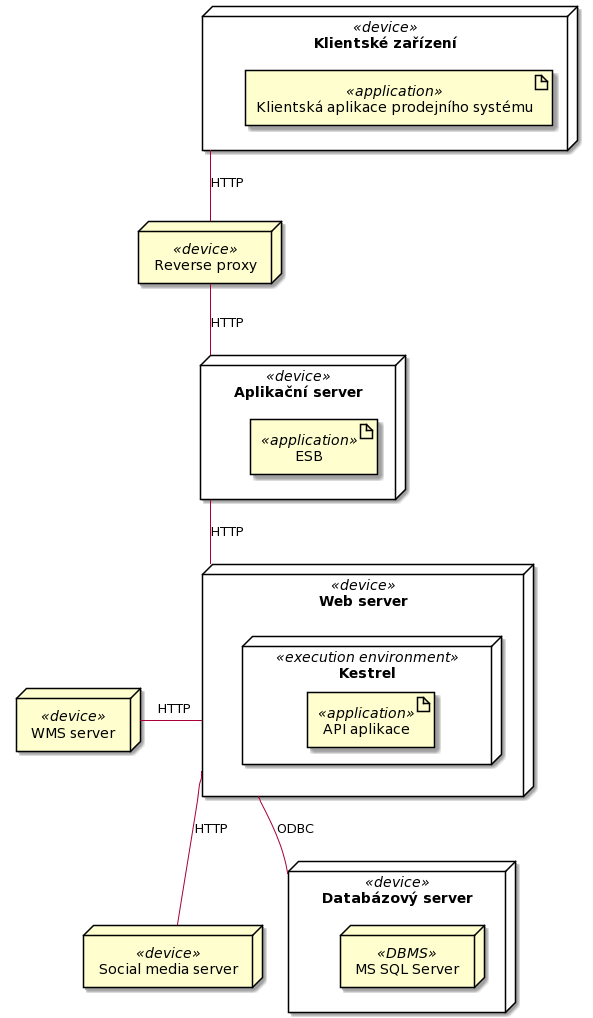 «device»
Klientské zařízení
«application»
Klientská aplikace prodejního systému
HTTP
«device»
Reverse proxy
HTTP
«device»
Aplikační server
«application»
ESB
HTTP
«device»
Web server
«execution environment»
Kestrel
«application»
API aplikace
«device»
WMS server
HTTP
HTTP
ODBC
«device»
Databázový server
«DBMS»
MS SQL Server
«device»
Social media server